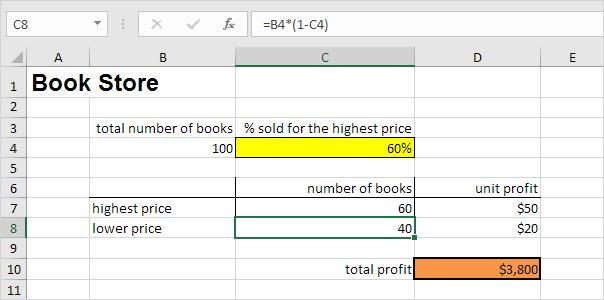 C8 fx =B4*(1-C4)
A B C D E
1 Book Store
2
3 total number of books % sold for the highest price
4 100 60%
5
6 number of books unit profit
7 highest price 60 $50
8 lower price 40 $20
9
10 total profit $3,800
11